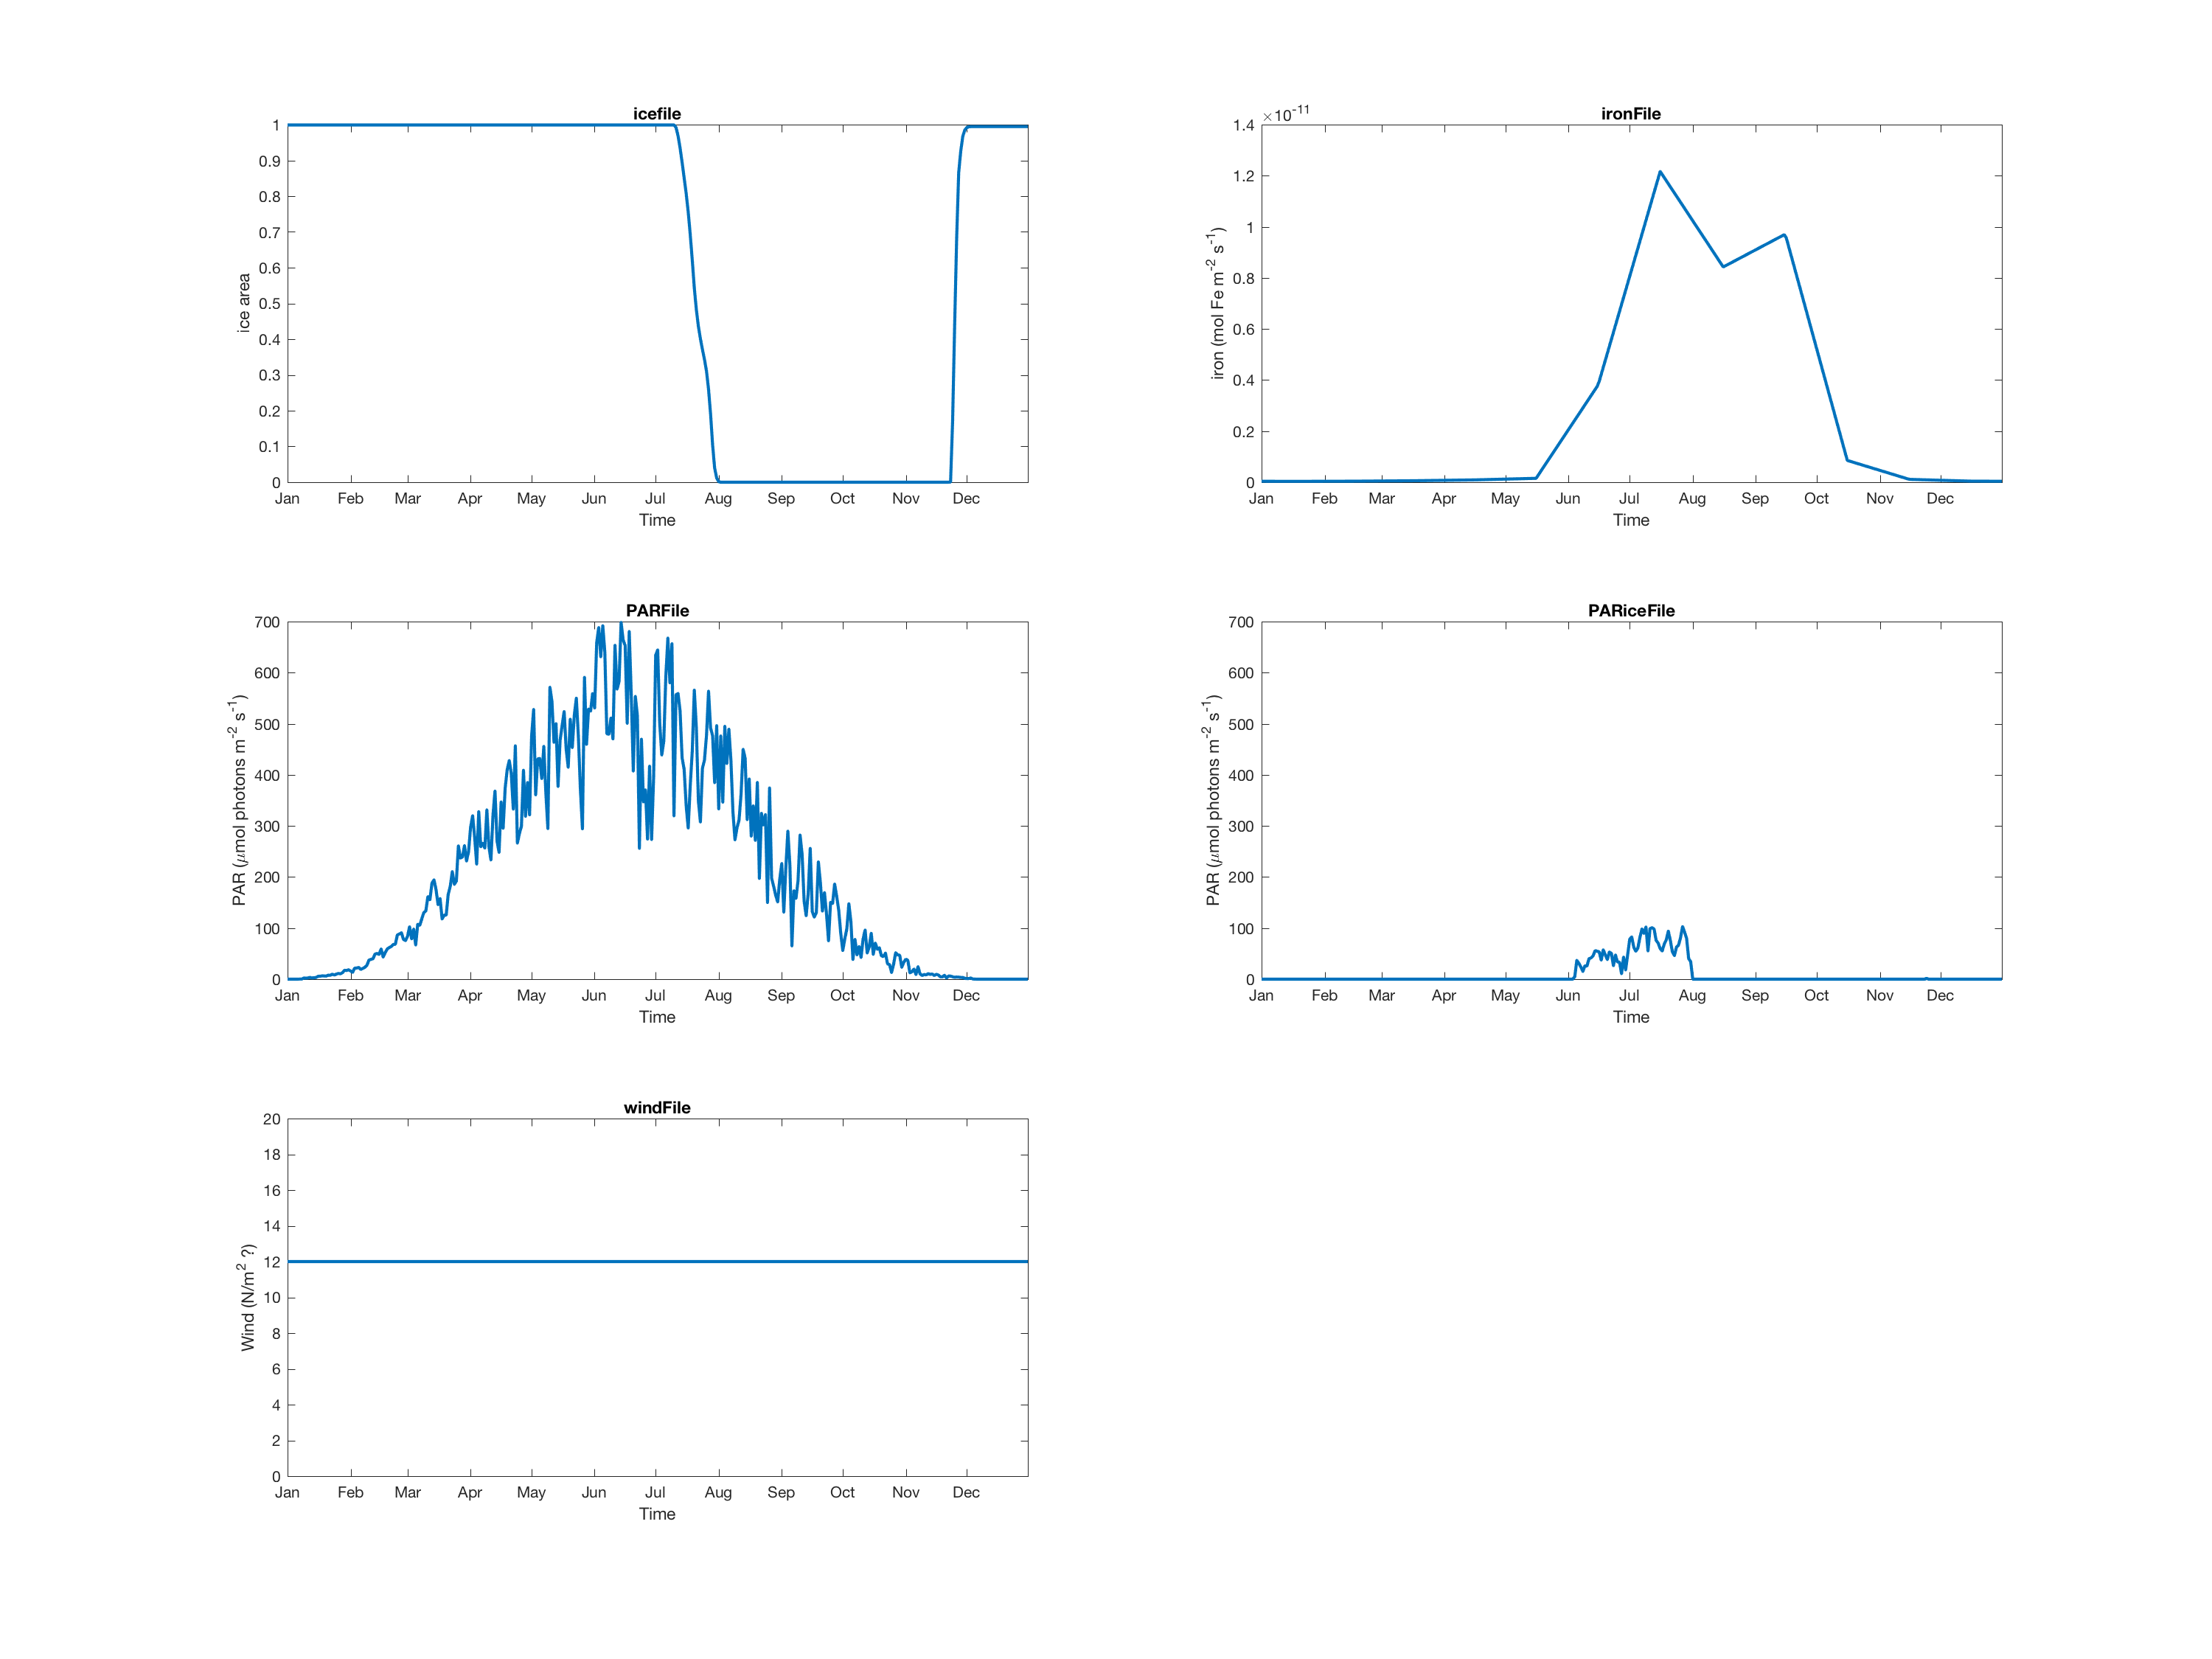 icefile
1
0.9
0.8
0.7
0.6
0.5
0.4
0.3
0.2
0.1
0
ice area
Jan Feb Mar Apr May Jun Jul Aug Sep Oct Nov Dec
Time
ironFile
×10⁻¹¹
1.4
1.2
1
0.8
0.6
0.4
0.2
0
iron (mol Fe m⁻² s⁻¹)
Jan Feb Mar Apr May Jun Jul Aug Sep Oct Nov Dec
Time
PARFile
700
600
500
400
300
200
100
0
PAR (μmol photons m⁻² s⁻¹)
Jan Feb Mar Apr May Jun Jul Aug Sep Oct Nov Dec
Time
PARiceFile
700
600
500
400
300
200
100
0
PAR (μmol photons m⁻² s⁻¹)
Jan Feb Mar Apr May Jun Jul Aug Sep Oct Nov Dec
Time
windFile
20
18
16
14
12
10
8
6
4
2
0
Wind (N/m² ?)
Jan Feb Mar Apr May Jun Jul Aug Sep Oct Nov Dec
Time